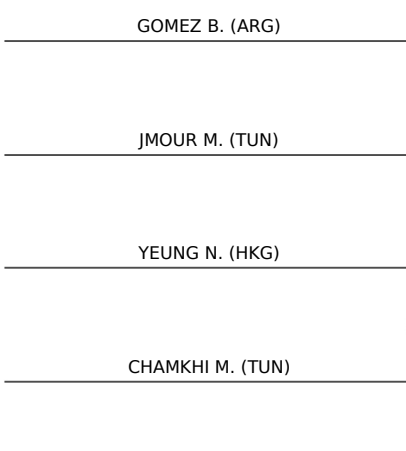 GOMEZ B. (ARG)
JMOUR M. (TUN)
YEUNG N. (HKG)
CHAMKHI M. (TUN)